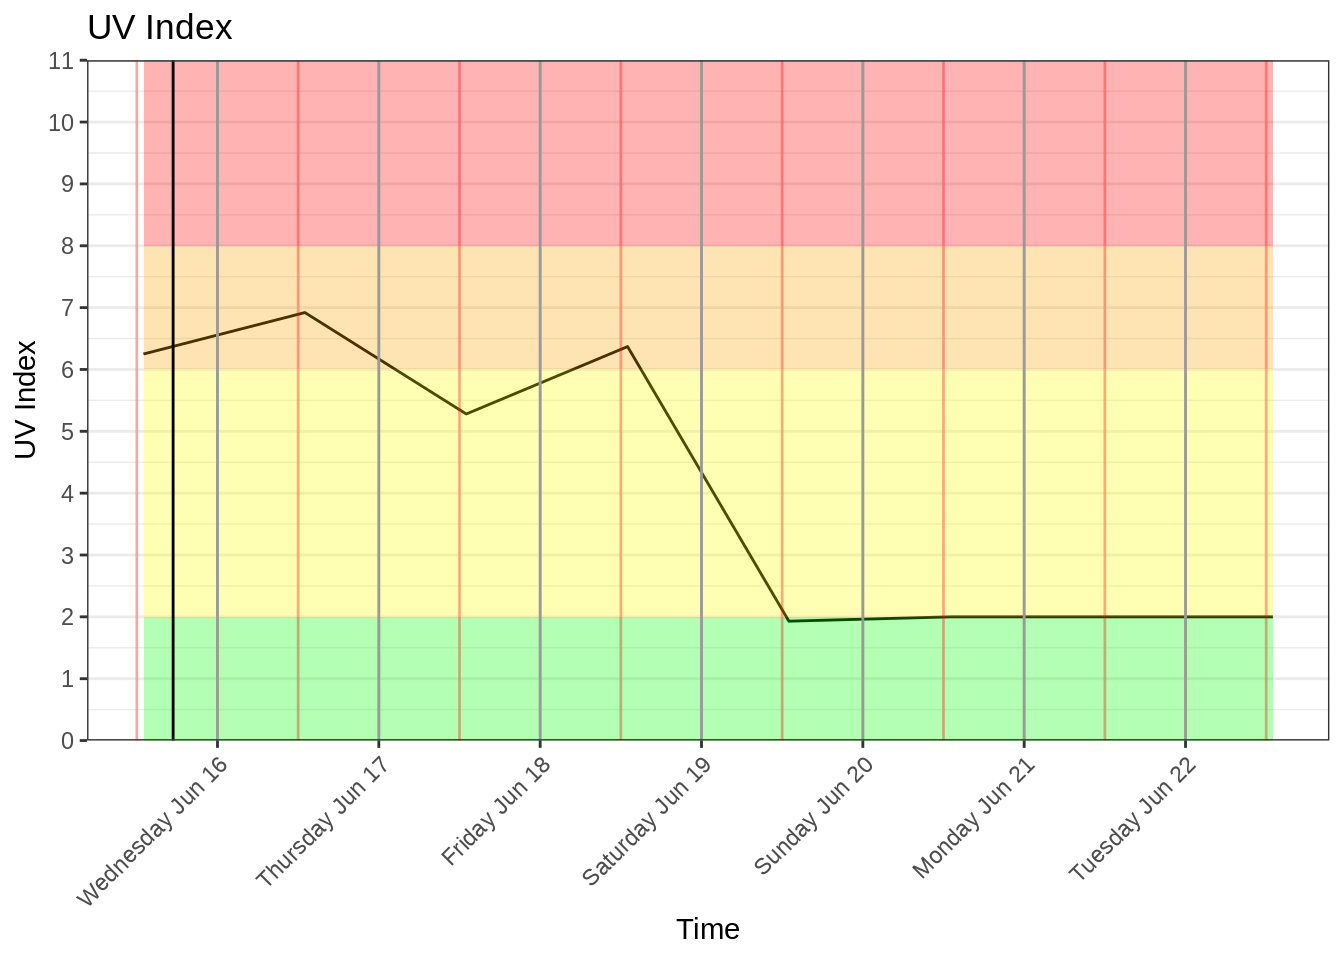 UV Index
11
10
9
8
7
6
5
4
3
2
1
0
UV Index
Wednesday Jun 16
Thursday Jun 17
Friday Jun 18
Saturday Jun 19
Sunday Jun 20
Monday Jun 21
Tuesday Jun 22
Time